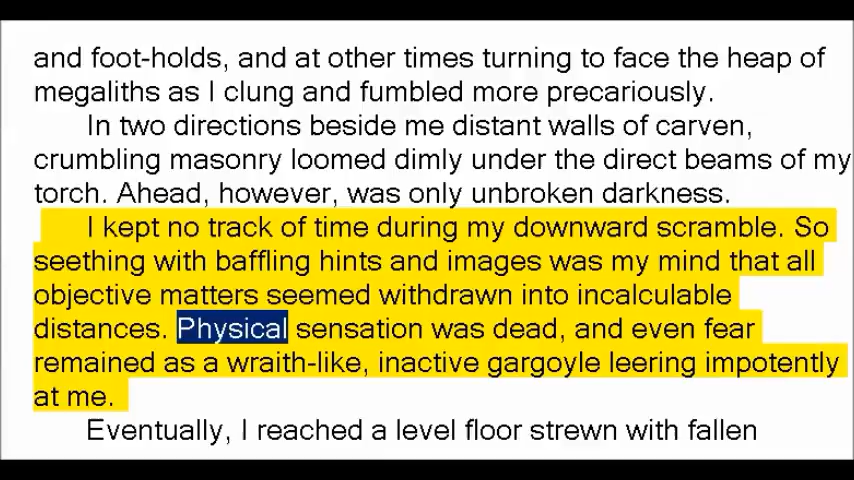 and foot-holds, and at other times turning to face the heap of
megaliths as I clung and fumbled more precariously.
In two directions beside me distant walls of carven,
crumbling masonry loomed dimly under the direct beams of my
torch. Ahead, however, was only unbroken darkness.
I kept no track of time during my downward scramble. So
seething with baffling hints and images was my mind that all
objective matters seemed withdrawn into incalculable
distances. Physical sensation was dead, and even fear
remained as a wraith-like, inactive gargoyle leering impotently
at me.
Eventually, I reached a level floor strewn with fallen